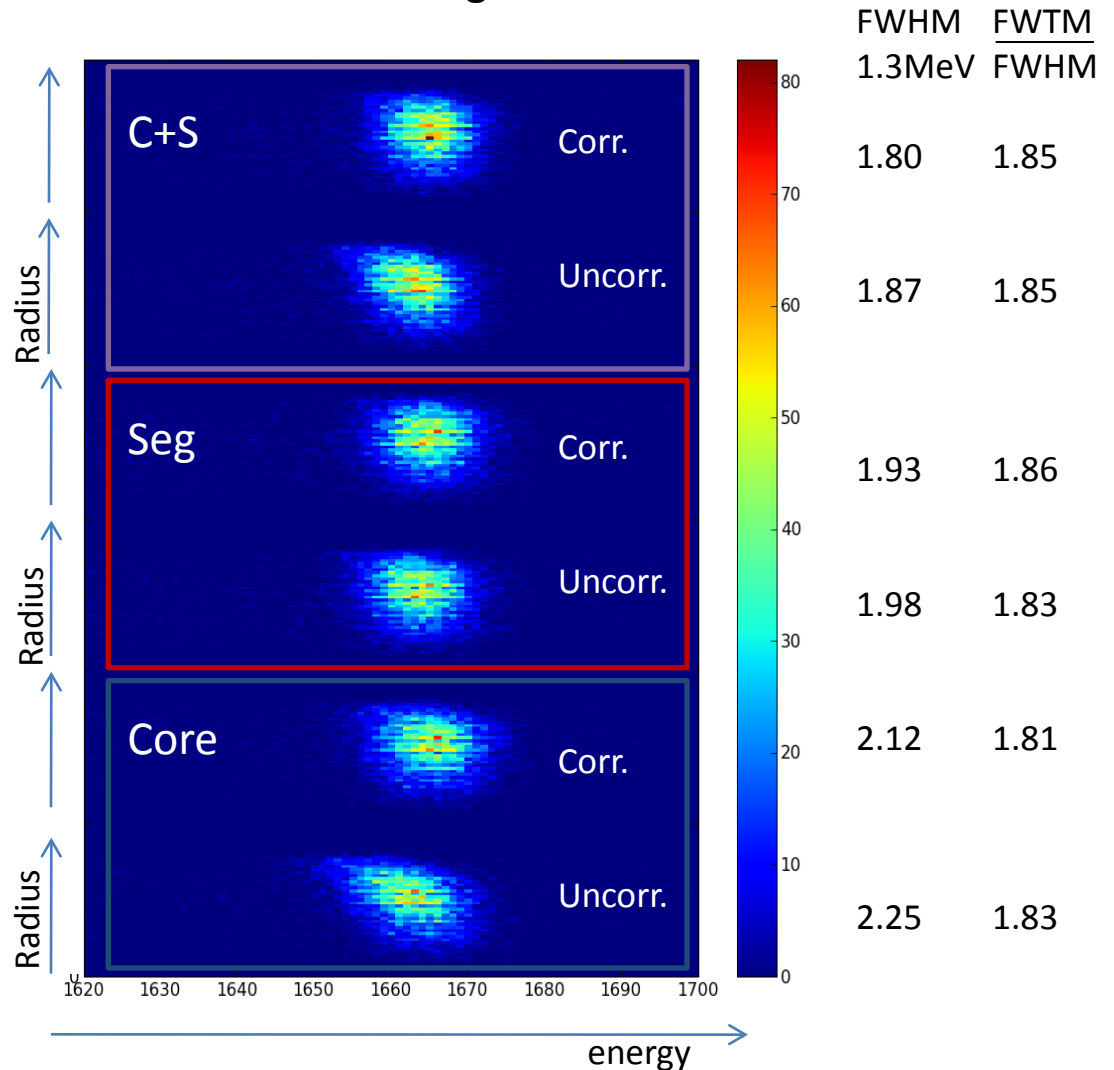 FWHM FWTM
1.3MeV FWHM
C+S
Corr.
1.80 1.85
Uncorr.
1.87 1.85
Radius
Seg
Corr.
1.93 1.86
Uncorr.
1.98 1.83
Radius
Core
Corr.
2.12 1.81
Uncorr.
2.25 1.83
Radius
80
70
60
50
40
30
20
10
0
1620 1630 1640 1650 1660 1670 1680 1690 1700
energy